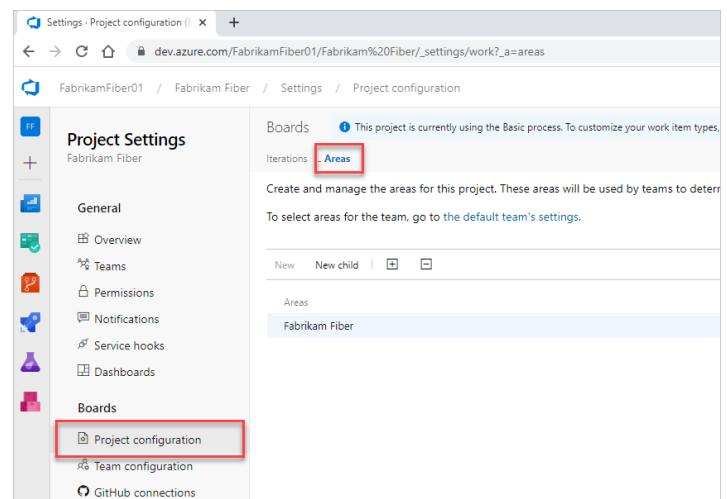 Settings · Project configuration (F
dev.azure.com/FabrikamFiber01/Fabrikam%20Fiber/_settings/work?_a=areas
FabrikamFiber01 / Fabrikam Fiber / Settings / Project configuration
FF
Project Settings
Fabrikam Fiber
General
Overview
Teams
Permissions
Notifications
Service hooks
Dashboards
Boards
Project configuration
Team configuration
GitHub connections
Boards
This project is currently using the Basic process. To customize your work item types,
Iterations Areas
Create and manage the areas for this project. These areas will be used by teams to deter
To select areas for the team, go to the default team's settings.
New New child
Areas
Fabrikam Fiber